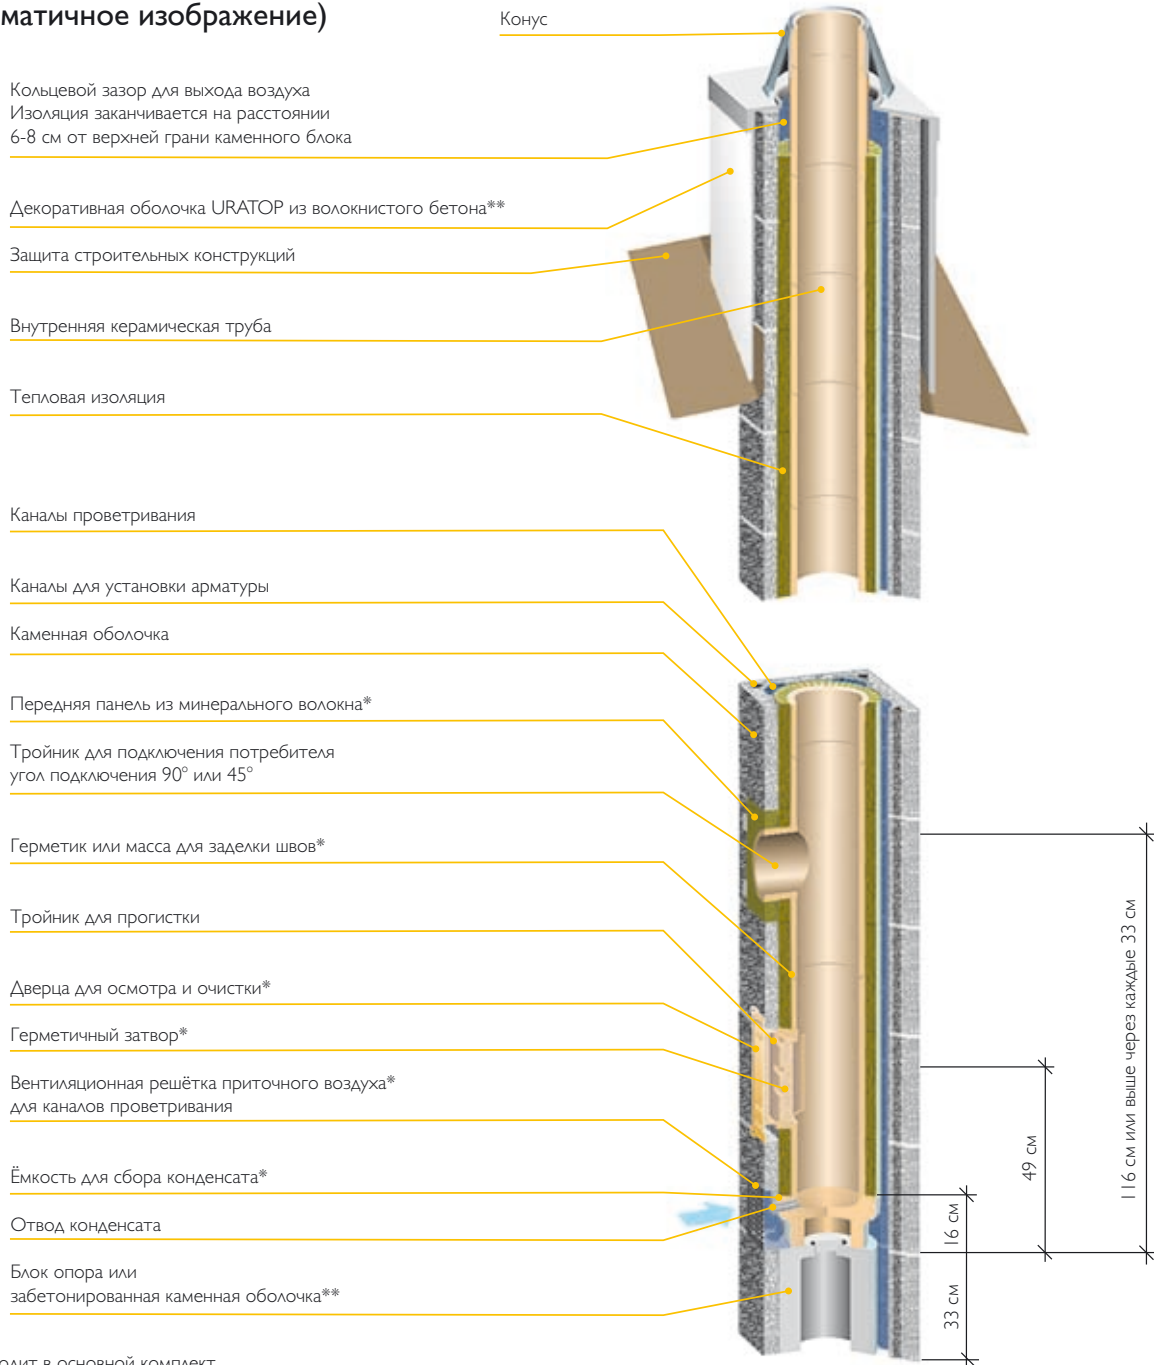 матичное изображение)
Конус
Кольцевой зазор для выхода воздуха
Изоляция заканчивается на расстоянии
6-8 см от верхней грани каменного блока
Декоративная оболочка URATOP из волокнистого бетона**
Защита строительных конструкций
Внутренняя керамическая труба
Тепловая изоляция
Каналы проветривания
Каналы для установки арматуры
Каменная оболочка
Передняя панель из минерального волокна*
Тройник для подключения потребителя
угол подключения 90° или 45°
Герметик или масса для заделки швов*
Тройник для прогистки
Дверца для осмотра и очистки*
Герметичный затвор*
Вентиляционная решётка приточного воздуха*
для каналов проветривания
Ёмкость для сбора конденсата*
Отвод конденсата
Блок опора или
забетонированная каменная оболочка**
116 см или выше через каждые 33 см
49 см
16 см
33 см
одит в основной комплект